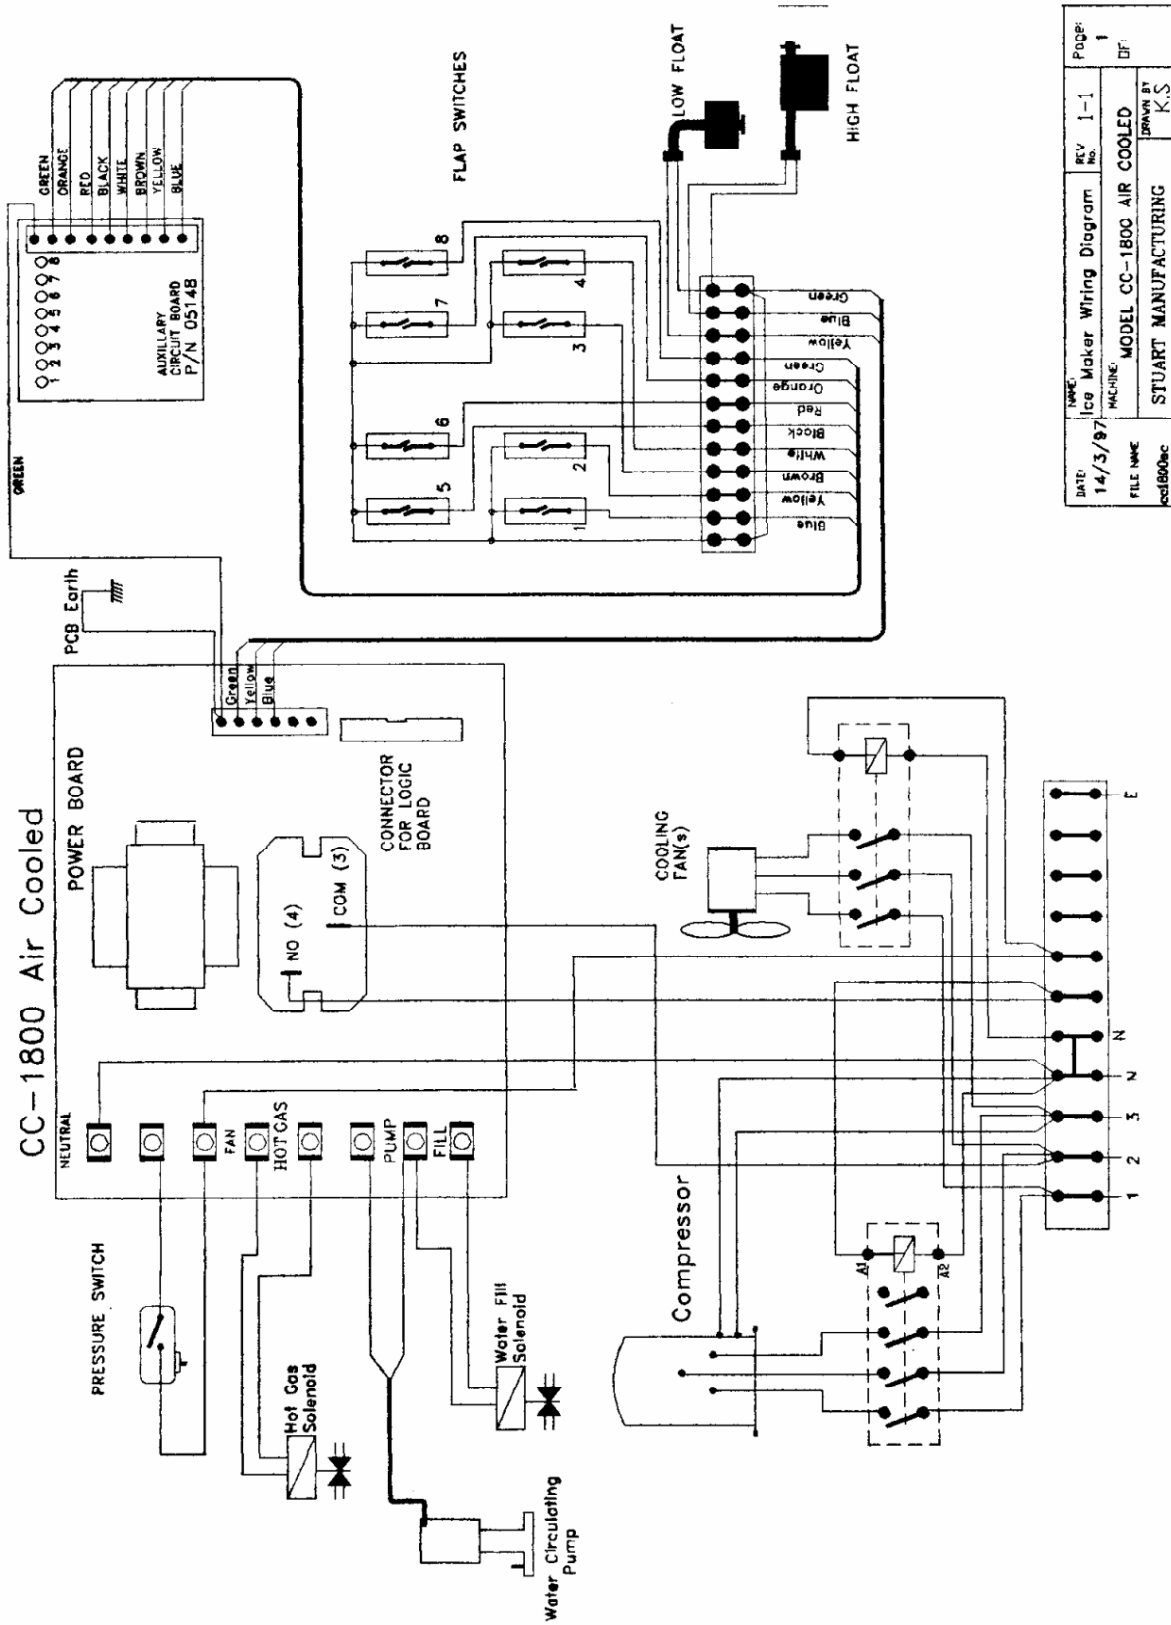 CC-1800 Air Cooled
POWER BOARD
NEUTRAL
FAN
HOT GAS
PUMP
FILL
NO (4)
COM (3)
CONNECTOR
FOR LOGIC
BOARD
Green
Yellow
Blue
PCB Earth
GREEN
1 2 3 4 5 6 7 8
AUXILLARY
CIRCUIT BOARD
P/N 05148
GREEN
ORANGE
RED
BLACK
WHITE
BROWN
YELLOW
BLUE
PRESSURE SWITCH
Hot Gas
Solenoid
Water Fill
Solenoid
Water Circulating
Pump
Compressor
A1
A2
COOLING
FAN(s)
1
2
3
N
N
E
FLAP SWITCHES
5
6
7
8
1
2
3
4
LOW FLOAT
HIGH FLOAT
Blue
Yellow
Brown
White
Black
Red
Orange
Green
Yellow
Blue
Green
DATE:
14/3/97
NAME:
Ice Maker Wiring Diagram
REV No.
1-1
Page:
1
OF:
FILE NAME
cc1800ac
MACHINE:
MODEL CC-1800 AIR COOLED
STUART MANUFACTURING
DRAWN BY
K.S